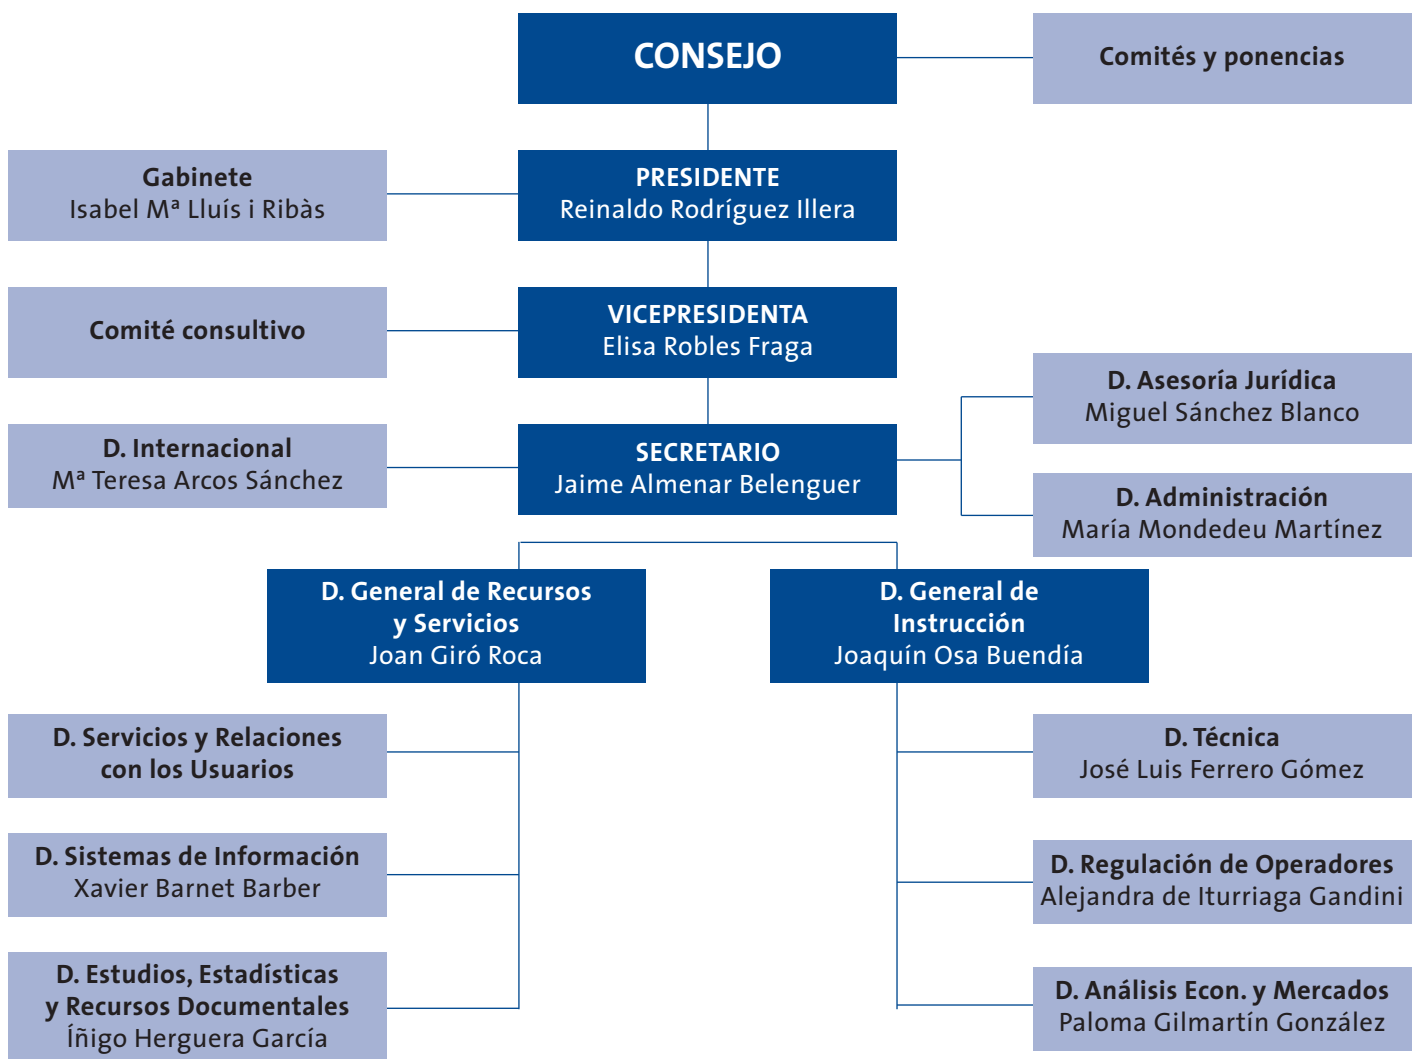 CONSEJO
Comités y ponencias
Gabinete
Isabel Mª Lluís i Ribàs
PRESIDENTE
Reinaldo Rodríguez Illera
Comité consultivo
VICEPRESIDENTA
Elisa Robles Fraga
D. Internacional
Mª Teresa Arcos Sánchez
SECRETARIO
Jaime Almenar Belenguer
D. Asesoría Jurídica
Miguel Sánchez Blanco
D. Administración
María Mondedeu Martínez
D. General de Recursos
y Servicios
Joan Giró Roca
D. General de
Instrucción
Joaquín Osa Buendía
D. Servicios y Relaciones
con los Usuarios
D. Sistemas de Información
Xavier Barnet Barber
D. Estudios, Estadísticas
y Recursos Documentales
Íñigo Herguera García
D. Técnica
José Luis Ferrero Gómez
D. Regulación de Operadores
Alejandra de Iturriaga Gandini
D. Análisis Econ. y Mercados
Paloma Gilmartín González